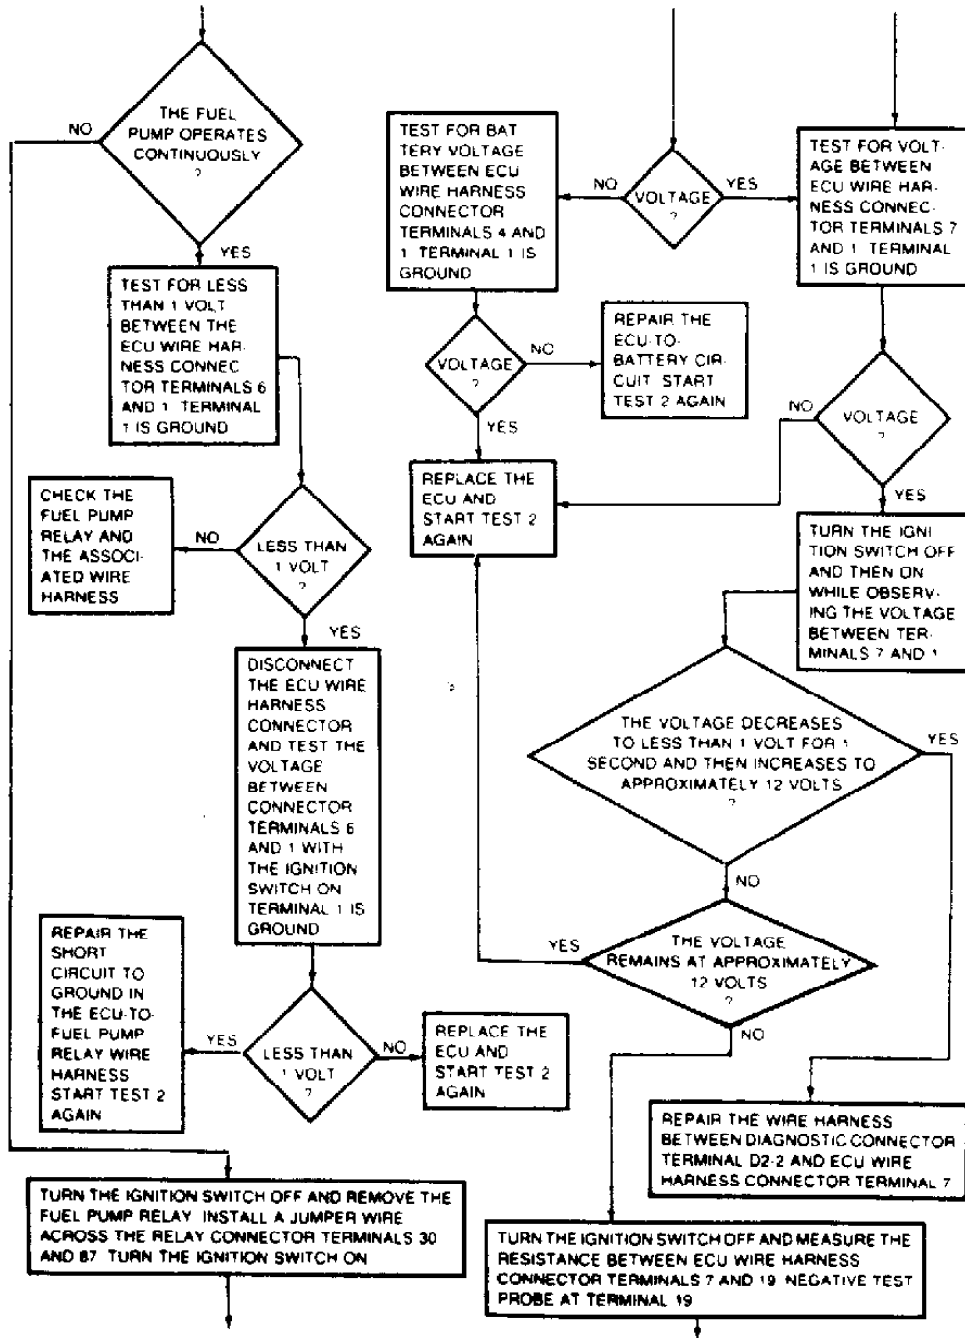 THE FUEL
PUMP OPERATES
CONTINUOUSLY
?
NO
YES
TEST FOR LESS
THAN 1 VOLT
BETWEEN THE
ECU WIRE HAR-
NESS CONNEC-
TOR TERMINALS 6
AND 1 TERMINAL
1 IS GROUND
CHECK THE
FUEL PUMP
RELAY AND
THE ASSOCI-
ATED WIRE
HARNESS
NO
LESS THAN
1 VOLT
?
YES
DISCONNECT
THE ECU WIRE
HARNESS
CONNECTOR
AND TEST THE
VOLTAGE
BETWEEN
CONNECTOR
TERMINALS 6
AND 1 WITH
THE IGNITION
SWITCH ON
TERMINAL 1 IS
GROUND
REPAIR THE
SHORT
CIRCUIT TO
GROUND IN
THE ECU-TO-
FUEL PUMP
RELAY WIRE
HARNESS
START TEST 2
AGAIN
YES
LESS THAN
1 VOLT
?
NO
REPLACE THE
ECU AND
START TEST 2
AGAIN
TURN THE IGNITION SWITCH OFF AND REMOVE THE
FUEL PUMP RELAY INSTALL A JUMPER WIRE
ACROSS THE RELAY CONNECTOR TERMINALS 30
AND 87 TURN THE IGNITION SWITCH ON
TEST FOR BAT
TERY VOLTAGE
BETWEEN ECU
WIRE HARNESS
CONNECTOR
TERMINALS 4 AND
1 TERMINAL 1 IS
GROUND
NO
VOLTAGE
?
YES
TEST FOR VOLT-
AGE BETWEEN
ECU WIRE HAR-
NESS CONNEC-
TOR TERMINALS 7
AND 1 TERMINAL
1 IS GROUND
VOLTAGE
?
NO
REPAIR THE
ECU-TO-
BATTERY CIR-
CUIT START
TEST 2 AGAIN
YES
REPLACE THE
ECU AND
START TEST 2
AGAIN
NO
VOLTAGE
?
YES
TURN THE IGNI
TION SWITCH OFF
AND THEN ON
WHILE OBSERV-
ING THE VOLTAGE
BETWEEN TER-
MINALS 7 AND 1
THE VOLTAGE DECREASES
TO LESS THAN 1 VOLT FOR 1
SECOND AND THEN INCREASES TO
APPROXIMATELY 12 VOLTS
?
YES
NO
YES
THE VOLTAGE
REMAINS AT APPROXIMATELY
12 VOLTS
?
NO
REPAIR THE WIRE HARNESS
BETWEEN DIAGNOSTIC CONNECTOR
TERMINAL D2-2 AND ECU WIRE
HARNESS CONNECTOR TERMINAL 7
TURN THE IGNITION SWITCH OFF AND MEASURE THE
RESISTANCE BETWEEN ECU WIRE HARNESS
CONNECTOR TERMINALS 7 AND 19 NEGATIVE TEST
PROBE AT TERMINAL 19